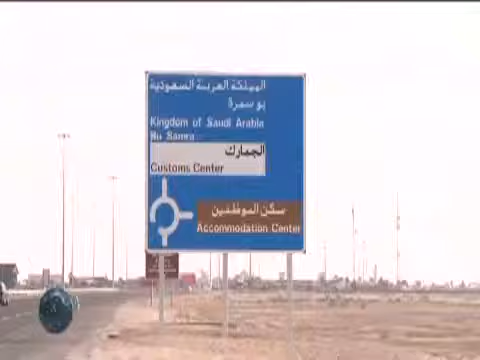 المملكة العربية السعودية
بو سمرة
Kingdom of Saudi Arabia
Bu Samra
الجمارك
Customs Center
سكن الموظفين
Accommodation Center